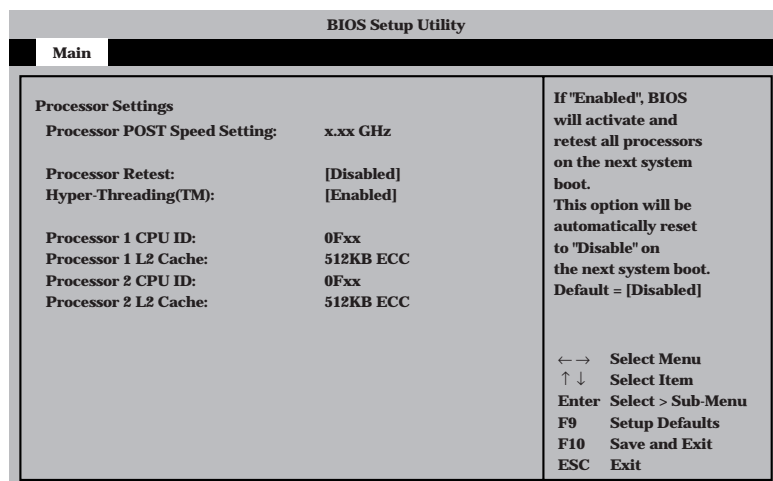 BIOS Setup Utility
Main
Processor Settings
Processor POST Speed Setting: x.xx GHz
Processor Retest: [Disabled]
Hyper-Threading(TM): [Enabled]
Processor 1 CPU ID: 0Fxx
Processor 1 L2 Cache: 512KB ECC
Processor 2 CPU ID: 0Fxx
Processor 2 L2 Cache: 512KB ECC
If "Enabled", BIOS
will activate and
retest all processors
on the next system
boot.
This option will be
automatically reset
to "Disable" on
the next system boot.
Default = [Disabled]
←→ Select Menu
↑↓ Select Item
Enter Select > Sub-Menu
F9 Setup Defaults
F10 Save and Exit
ESC Exit